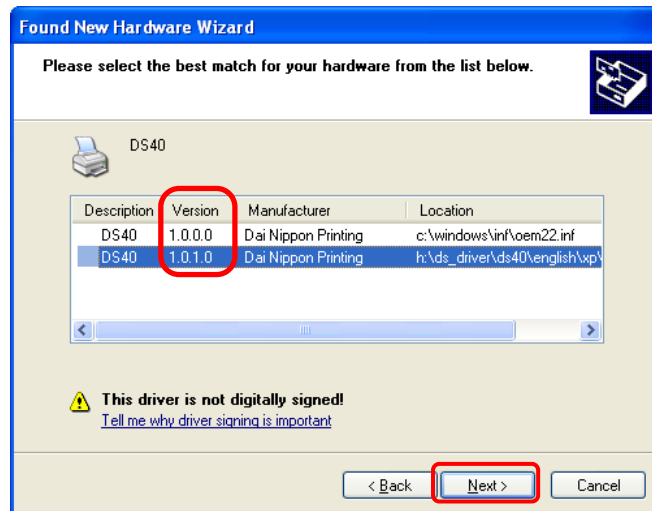 Found New Hardware Wizard
Please select the best match for your hardware from the list below.
DS40
Description Version Manufacturer Location
DS40 1.0.0.0 Dai Nippon Printing c:\windows\inf\oem22.inf
DS40 1.0.1.0 Dai Nippon Printing h:\ds_driver\ds40\english\xp\
This driver is not digitally signed!
Tell me why driver signing is important
< Back Next > Cancel